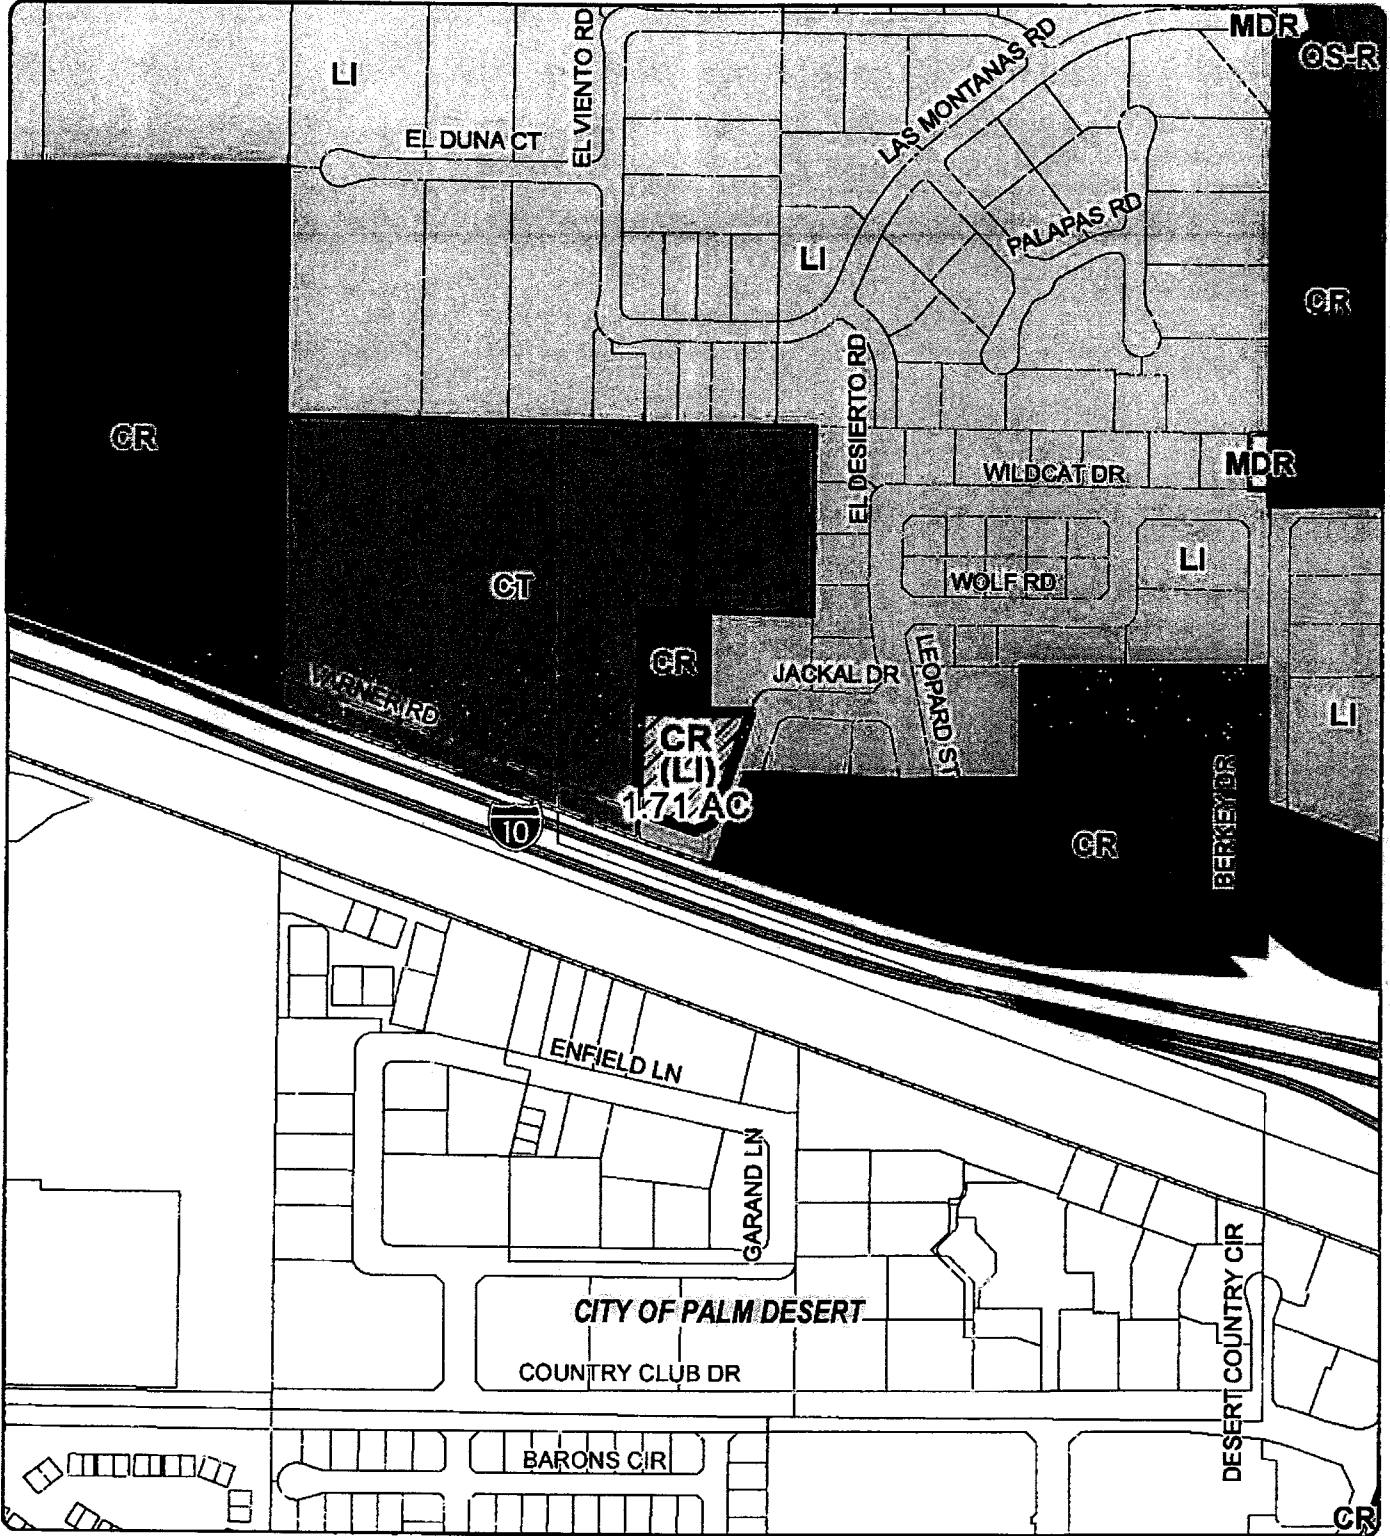 MDR
OS-R
LI
EL VIENTO RD
LAS MONTANAS RD
EL DUNA CT
PALAPAS RD
LI
CR
EL DESIERTO RD
CR
WILDCAT DR
MDR
CT
WOLF RD
LI
CR
JACKAL DR
LEOPARD ST
VARNER RD
LI
CR
(LI)
1.71 AC
10
CR
BERKEY DR
ENFIELD LN
GARAND LN
CITY OF PALM DESERT
COUNTRY CLUB DR
DESERT COUNTRY CIR
BARONS CIR
CR